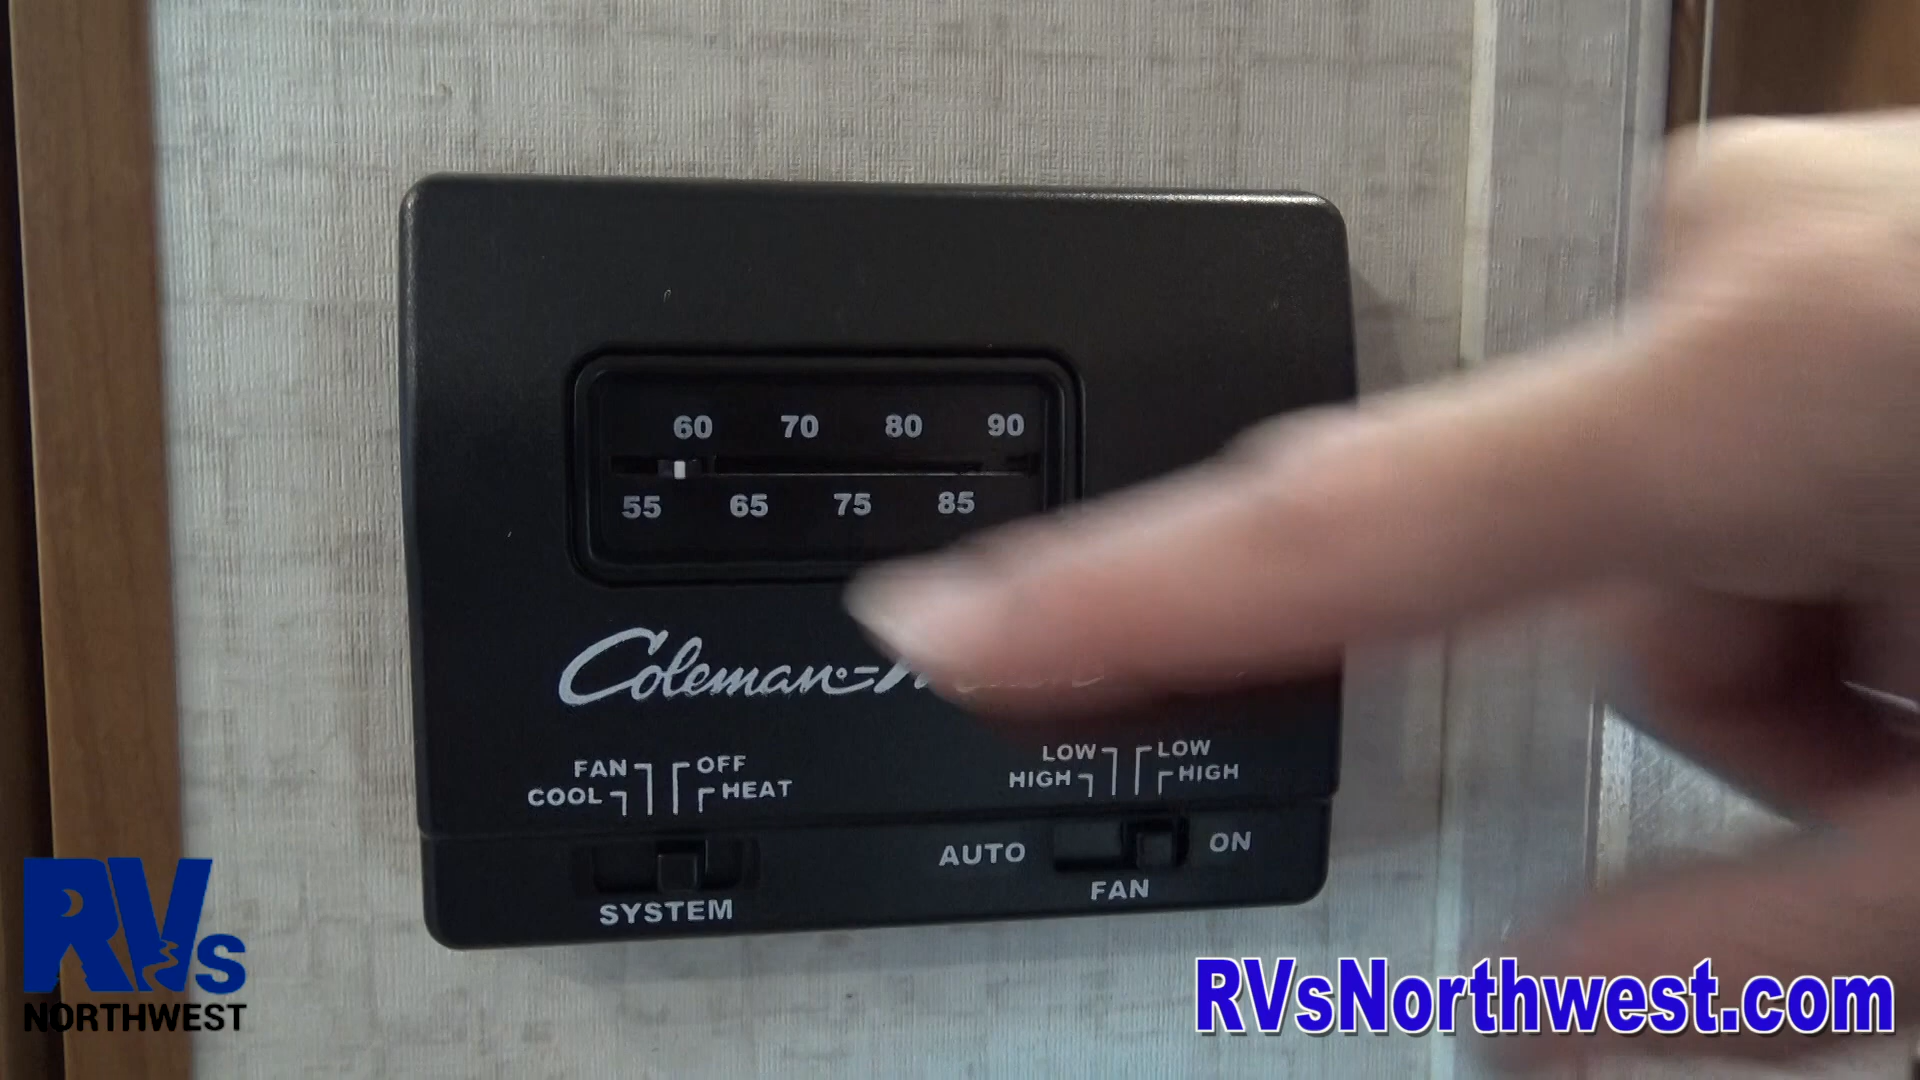 60 70 80 90
55 65 75 85
Coleman
FAN OFF
COOL HEAT
LOW LOW
HIGH HIGH
AUTO ON
SYSTEM
FAN
RVs
NORTHWEST
RVsNorthwest.com